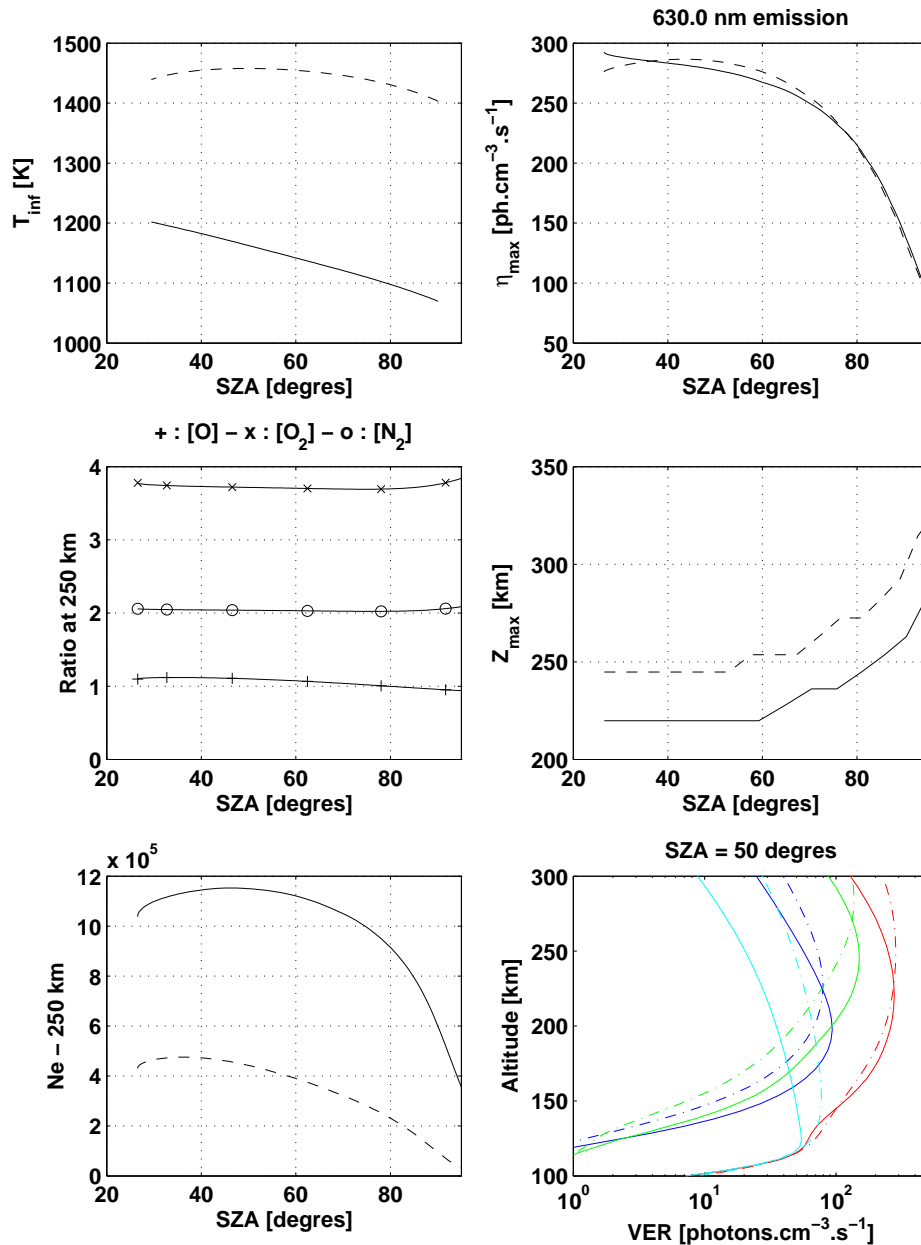 1500
1400
1300
1200
1100
1000
T_inf [K]
20 40 60 80
SZA [degres]
630.0 nm emission
300
250
200
150
100
50
η_max [ph.cm^−3.s^−1]
20 40 60 80
SZA [degres]
+ : [O] − x : [O_2] − o : [N_2]
4
3
2
1
0
Ratio at 250 km
20 40 60 80
SZA [degres]
350
300
250
200
Z_max [km]
20 40 60 80
SZA [degres]
x 10^5
12
10
8
6
4
2
0
Ne − 250 km
20 40 60 80
SZA [degres]
SZA = 50 degres
300
250
200
150
100
Altitude [km]
10^0 10^1 10^2
VER [photons.cm^−3.s^−1]